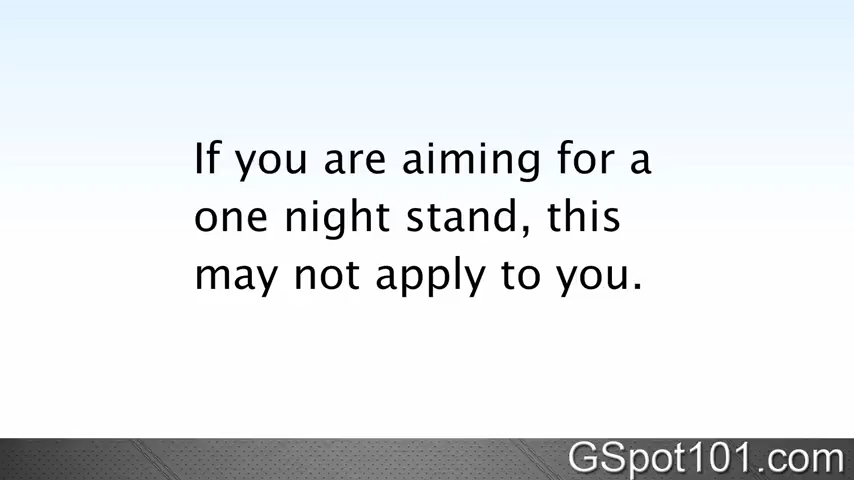 If you are aiming for a
one night stand, this
may not apply to you.
GSpot101.com